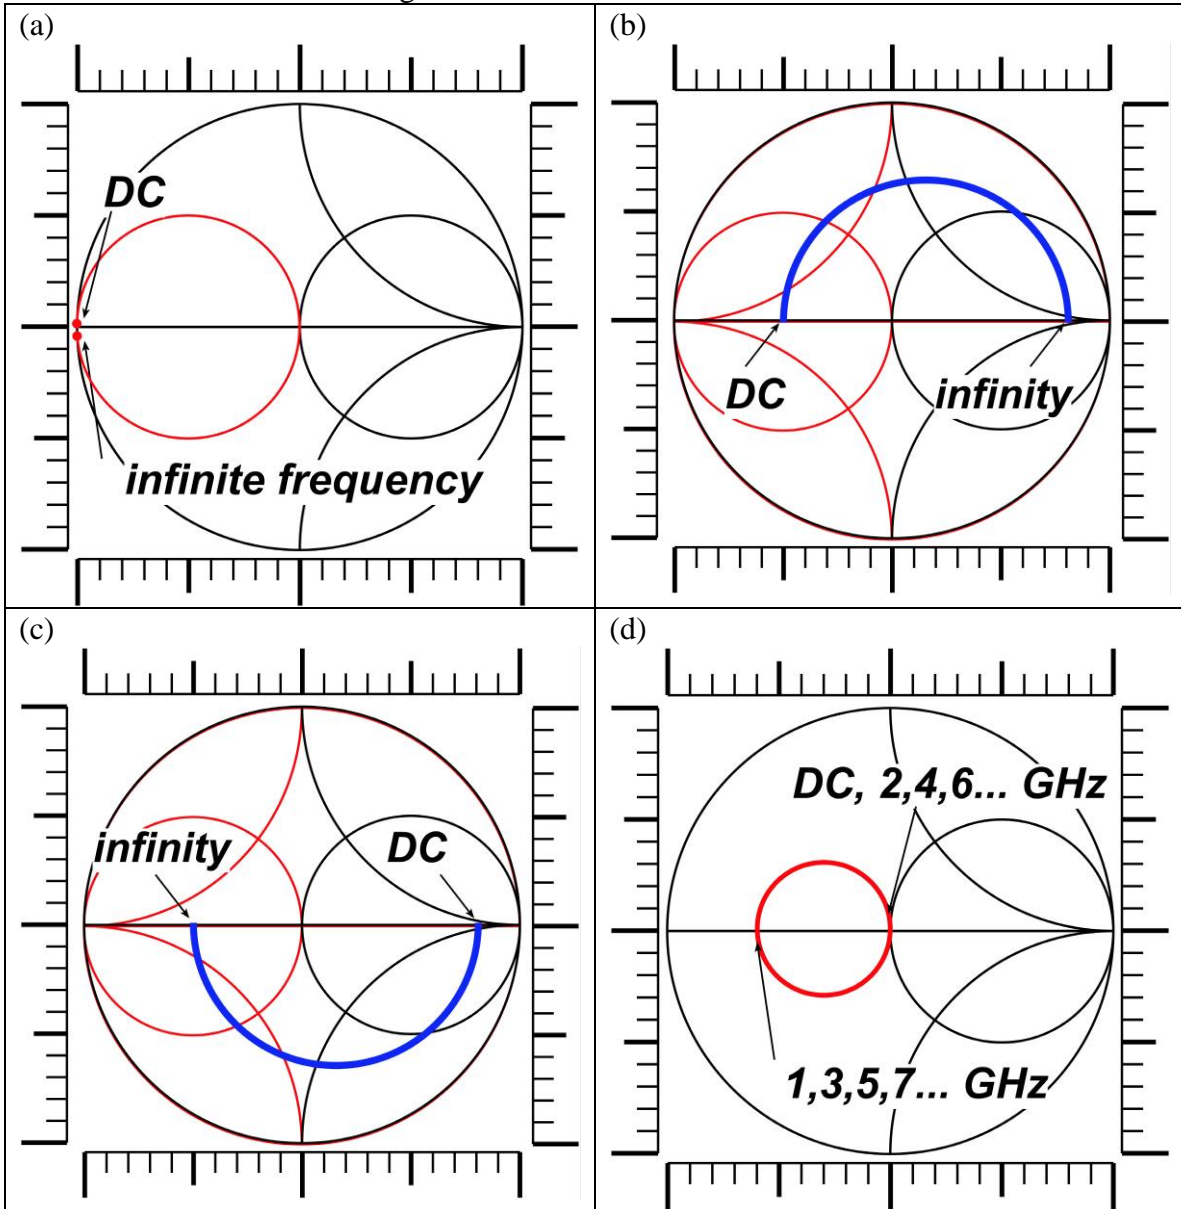 (a)
DC
infinite frequency
(b)
DC
infinity
(c)
infinity
DC
(d)
DC, 2,4,6... GHz
1,3,5,7... GHz